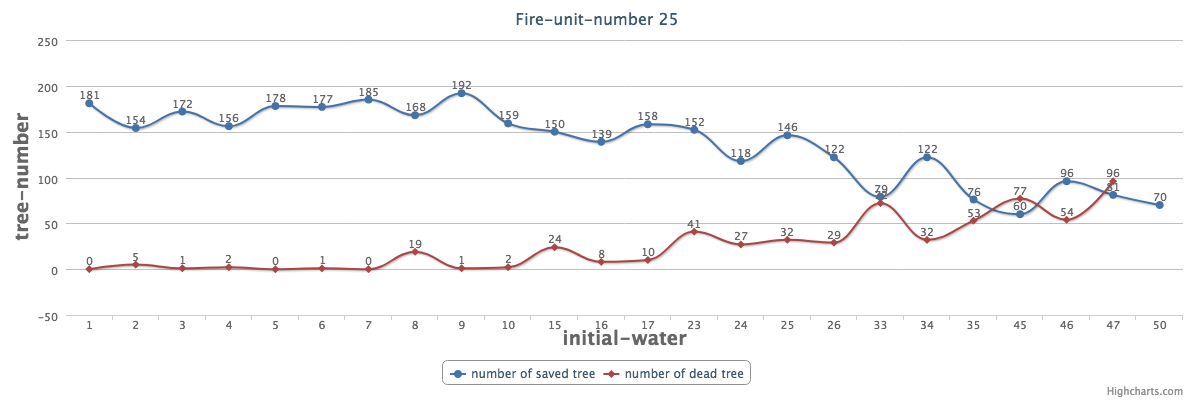 Fire-unit-number 25
tree-number
250
200
150
100
50
0
-50
181 154 172 156 178 177 185 168 192 159 150 139 158 152 118 146 122 79 122 76 60 96 81 70
0 5 1 2 0 1 0 19 1 2 24 8 10 41 27 32 29 32 53 77 54 96
1 2 3 4 5 6 7 8 9 10 15 16 17 23 24 25 26 33 34 35 45 46 47 50
initial-water
number of saved tree number of dead tree
Highcharts.com